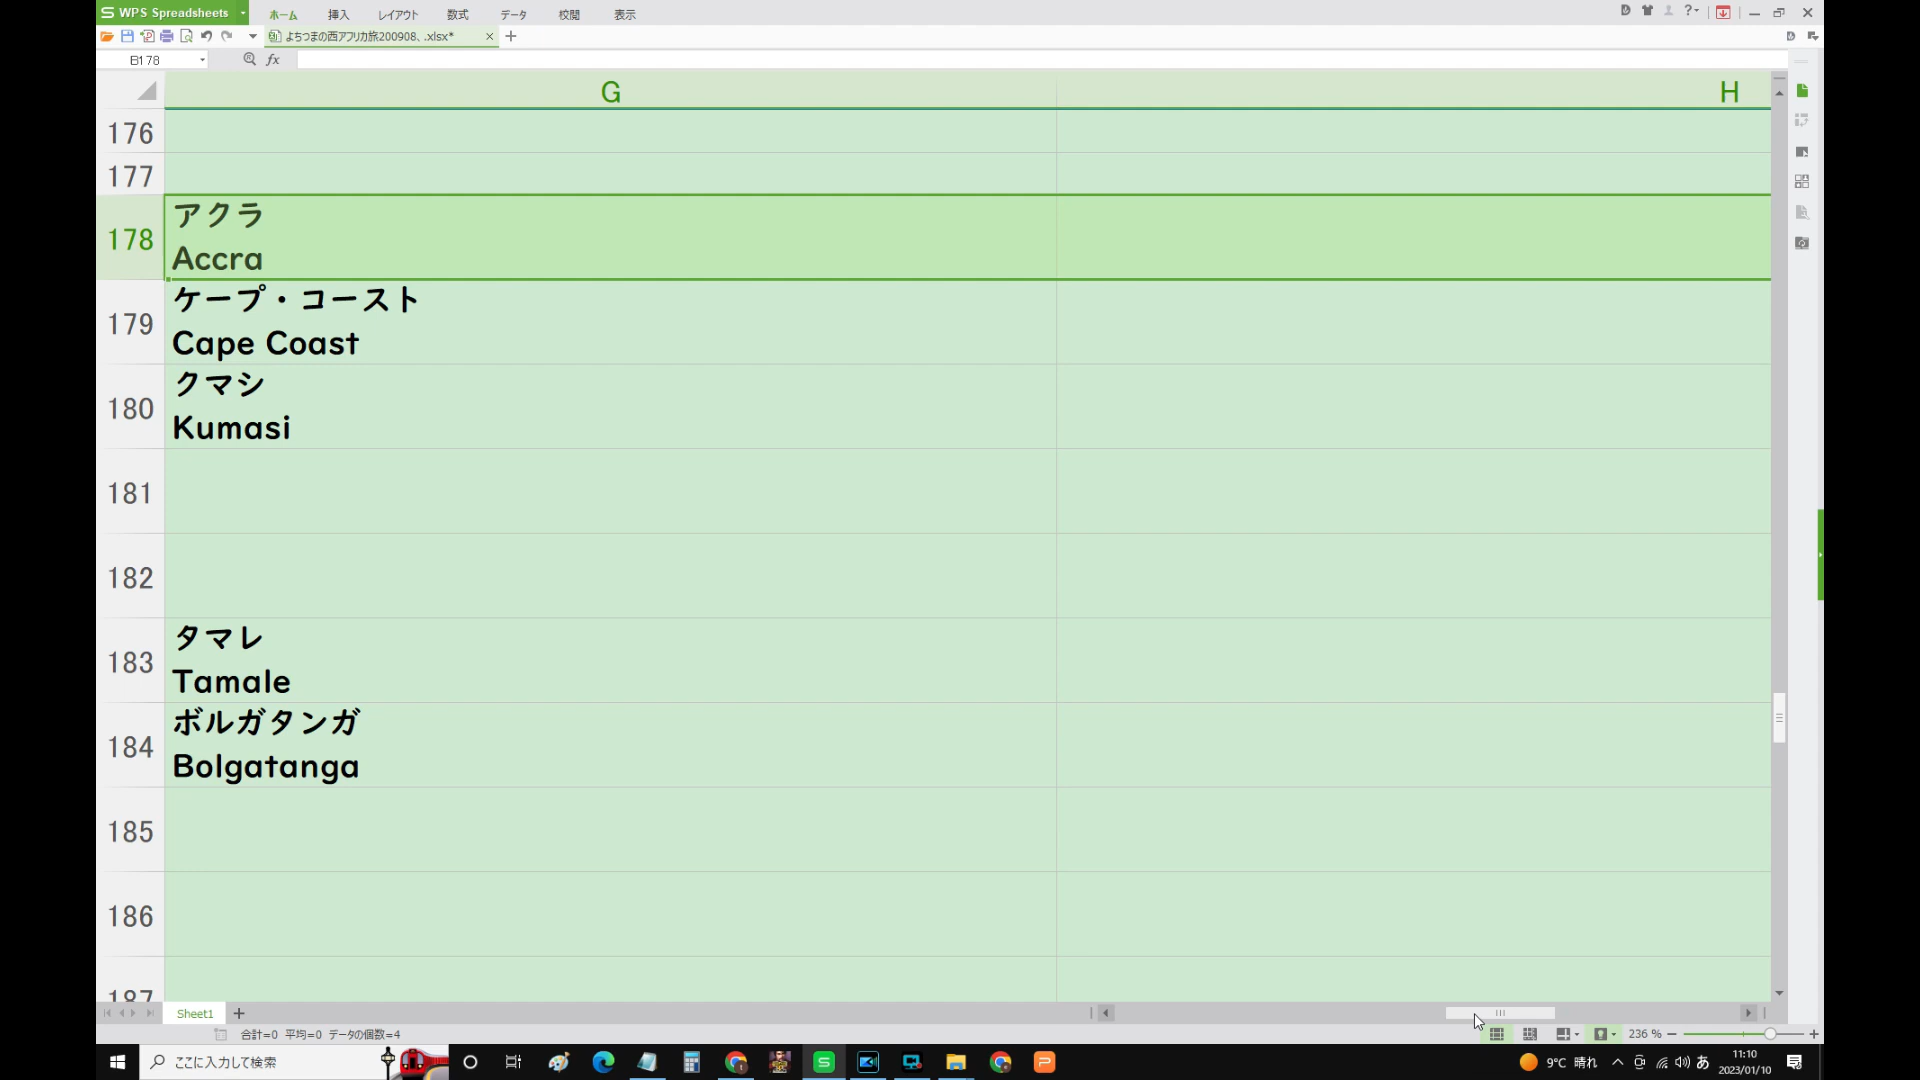 WPS Spreadsheets
ホーム 挿入 レイアウト 数式 データ 校閲 表示
よちつまの西アフリカ旅200908、.xlsx*
B178 fx
G H
176
177
178 アクラ
Accra
179 ケープ・コースト
Cape Coast
180 クマシ
Kumasi
181
182
183 タマレ
Tamale
184 ボルガタンガ
Bolgatanga
185
186
187
Sheet1
合計=0 平均=0 データの個数=4 236 %
ここに入力して検索 9°C 晴れ あ 11:10
2023/01/10